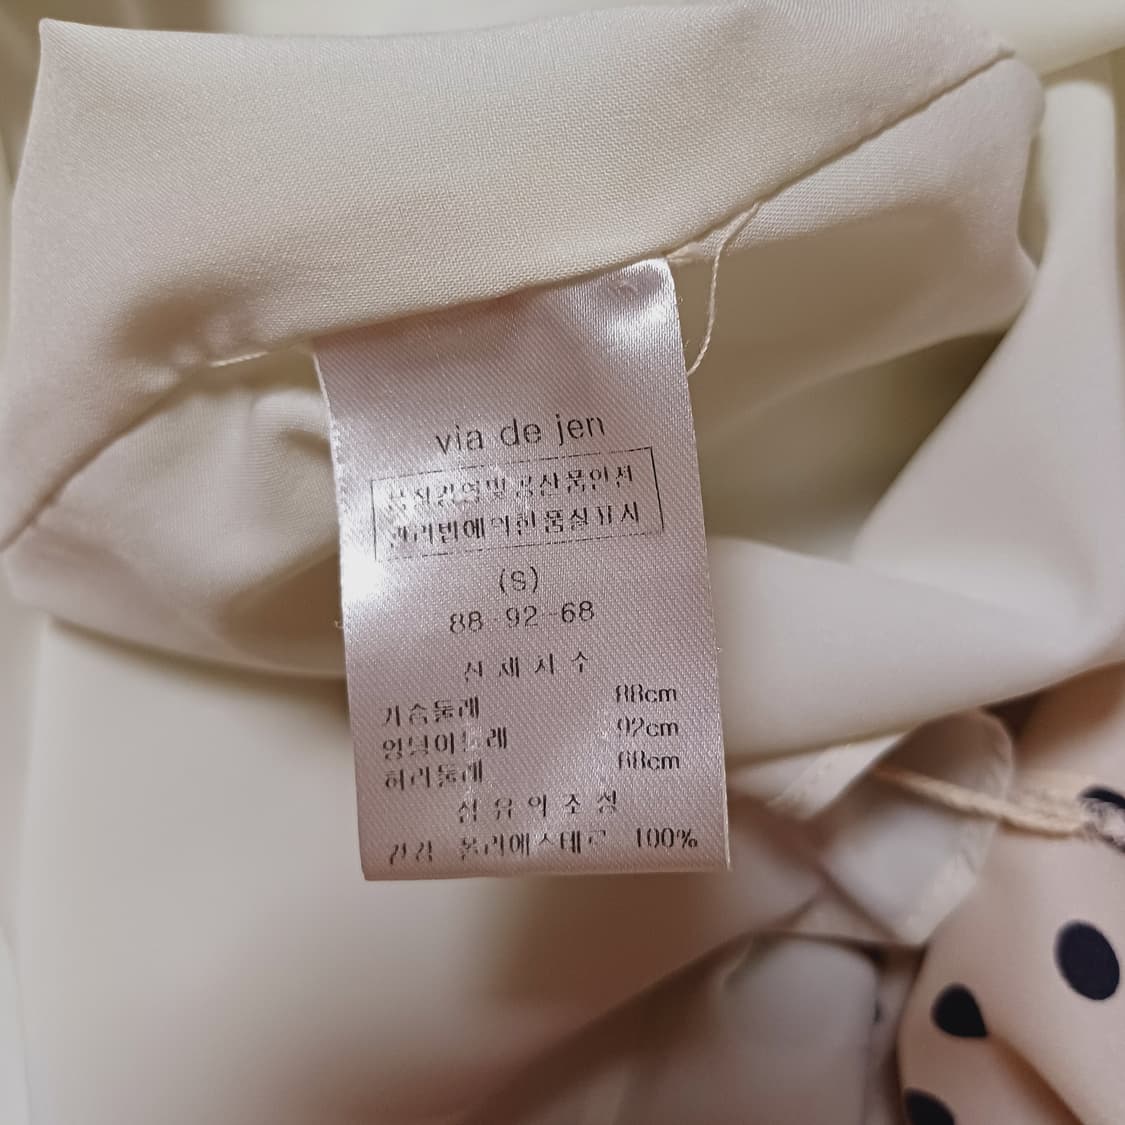 via de jen
품질경영및공산품안전
관리법에의한품질표시
(S)
88-92-68
신체치수
가슴둘레 88cm
엉덩이둘레 92cm
허리둘레 68cm
섬유의조성
겉감 폴리에스테르 100%